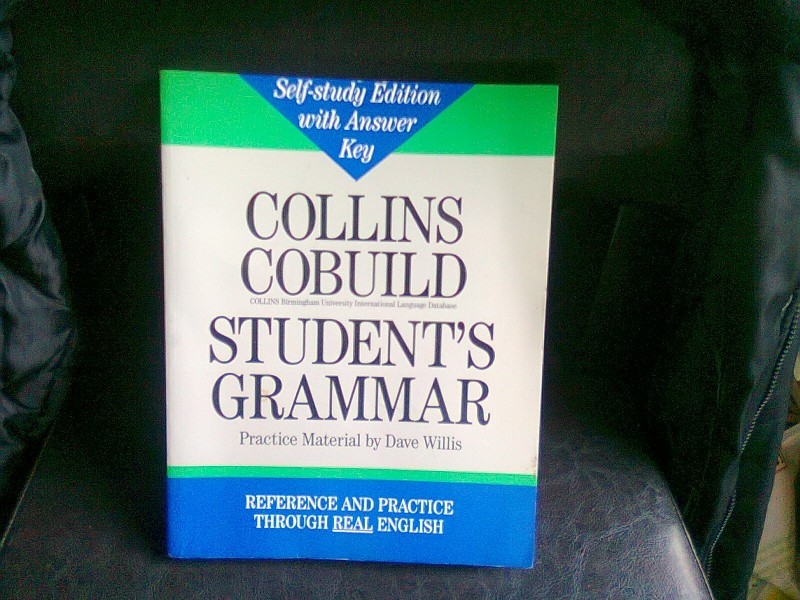 Self-study Edition
with Answer
Key
COLLINS
COBUILD
COLLINS Birmingham University International Language Database
STUDENT'S
GRAMMAR
Practice Material by Dave Willis
REFERENCE AND PRACTICE
THROUGH REAL ENGLISH